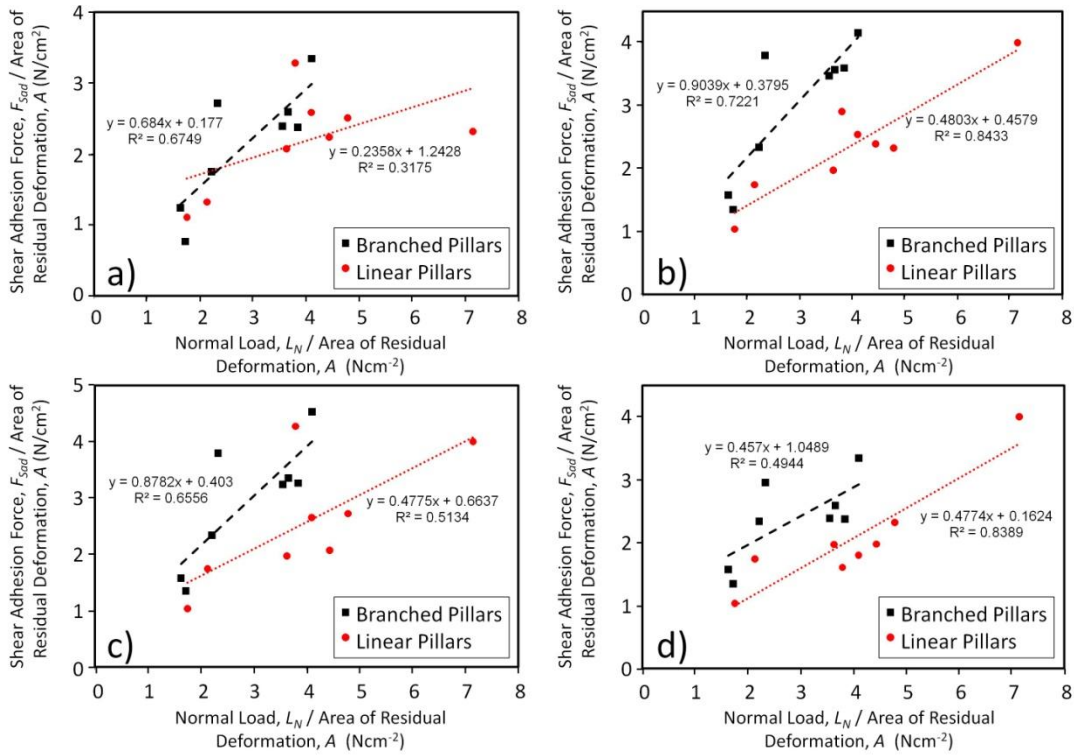 a)
Shear Adhesion Force, F_Sad / Area of
Residual Deformation, A (N/cm²)
4
3
2
1
0
y = 0.684x + 0.177
R² = 0.6749
y = 0.2358x + 1.2428
R² = 0.3175
Branched Pillars
Linear Pillars
0 1 2 3 4 5 6 7 8
Normal Load, L_N / Area of Residual
Deformation, A (Ncm⁻²)
b)
Shear Adhesion Force, F_Sad / Area of
Residual Deformation, A (N/cm²)
4
3
2
1
0
y = 0.9039x + 0.3795
R² = 0.7221
y = 0.4803x + 0.4579
R² = 0.8433
Branched Pillars
Linear Pillars
0 1 2 3 4 5 6 7 8
Normal Load, L_N / Area of Residual
Deformation, A (Ncm⁻²)
c)
Shear Adhesion Force, F_Sad / Area of
Residual Deformation, A (N/cm²)
5
4
3
2
1
0
y = 0.8782x + 0.403
R² = 0.6556
y = 0.4775x + 0.6637
R² = 0.5134
Branched Pillars
Linear Pillars
0 1 2 3 4 5 6 7 8
Normal Load, L_N / Area of Residual
Deformation, A (Ncm⁻²)
d)
Shear Adhesion Force, F_Sad / Area of
Residual Deformation, A (N/cm²)
4
3
2
1
0
y = 0.457x + 1.0489
R² = 0.4944
y = 0.4774x + 0.1624
R² = 0.8389
Branched Pillars
Linear Pillars
0 1 2 3 4 5 6 7 8
Normal Load, L_N / Area of Residual
Deformation, A (Ncm⁻²)